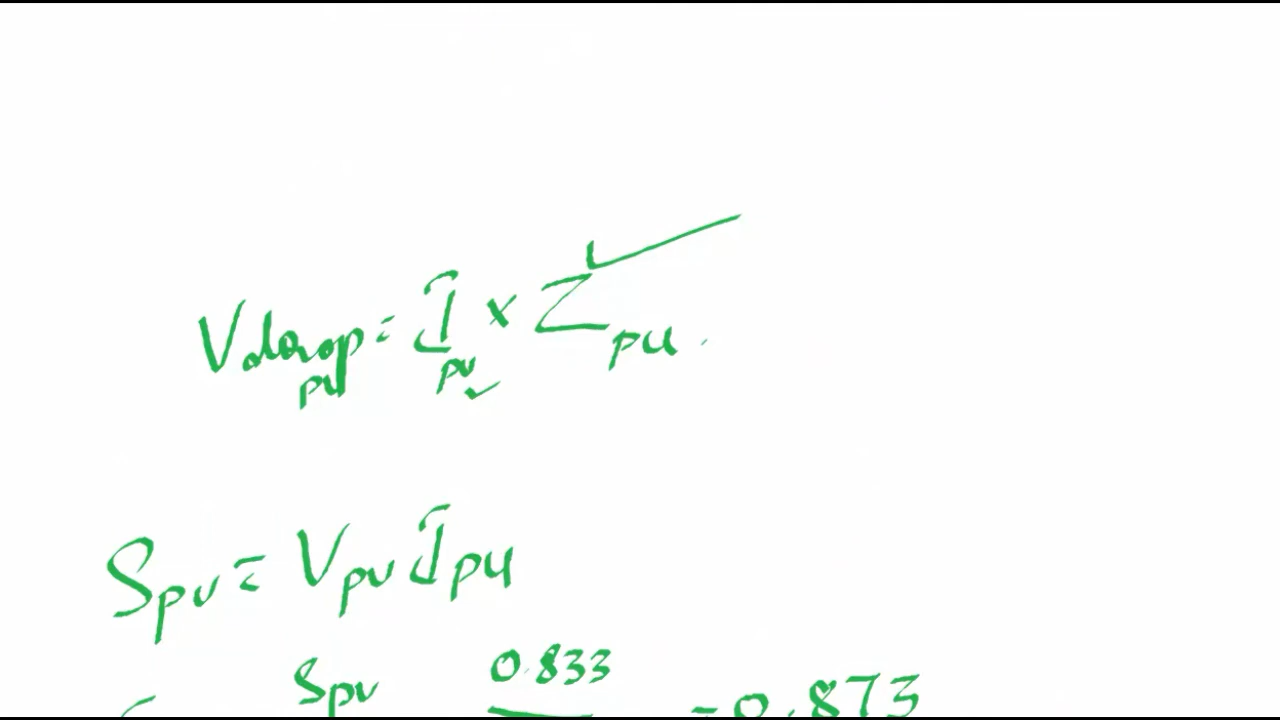 Vdrop pu = I pu × Z pu
Spu = Vpu Ipu
Spu 0.833 = 0.873